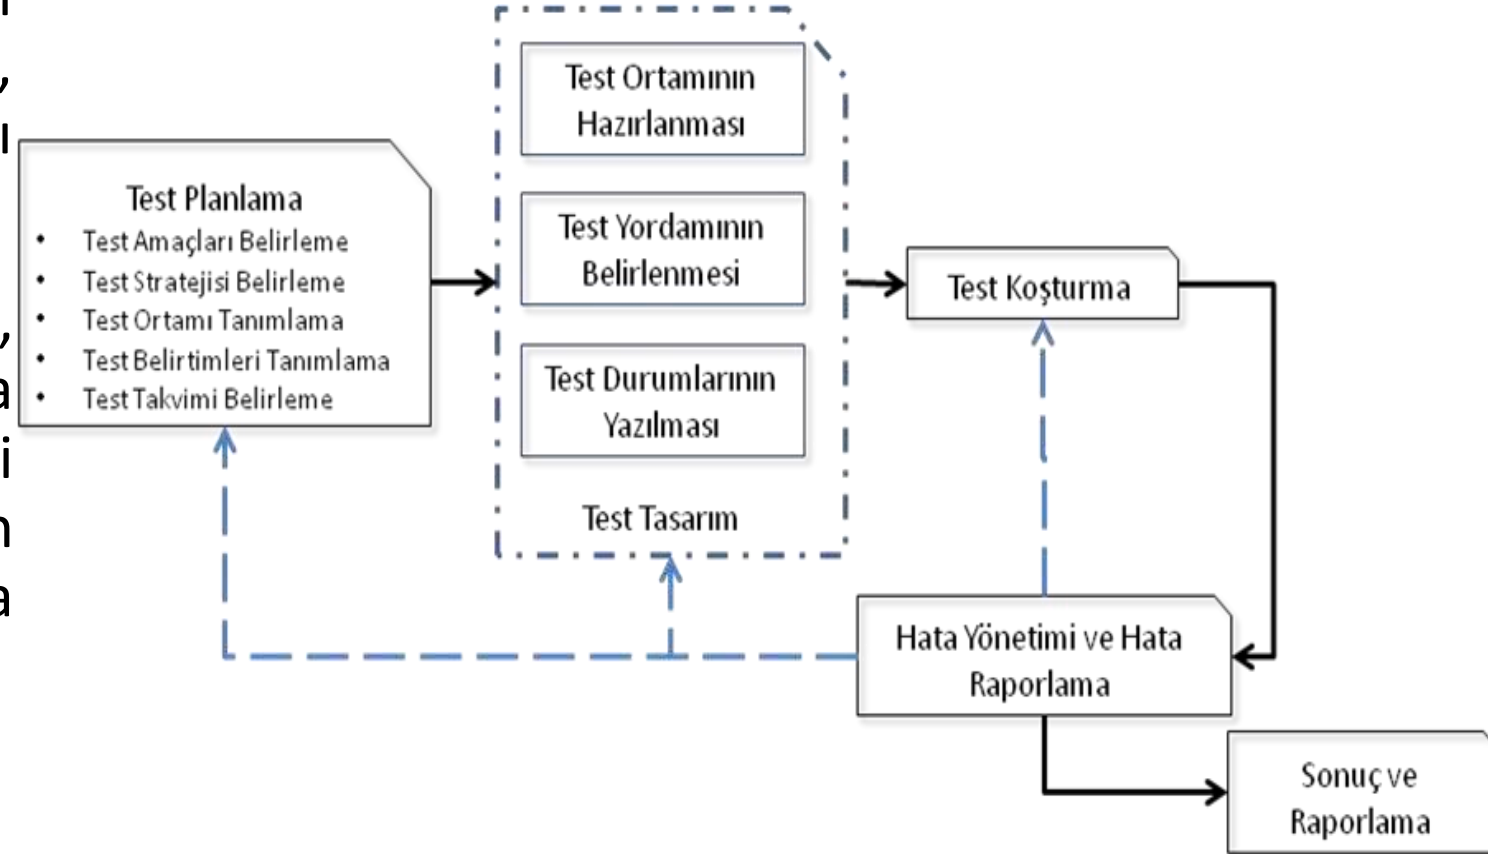 Test Planlama
• Test Amaçları Belirleme
• Test Stratejisi Belirleme
• Test Ortamı Tanımlama
• Test Belirtimleri Tanımlama
• Test Takvimi Belirleme
Test Ortamının
Hazırlanması
Test Yordamının
Belirlenmesi
Test Durumlarının
Yazılması
Test Tasarım
Test Koşturma
Hata Yönetimi ve Hata
Raporlama
Sonuç ve
Raporlama